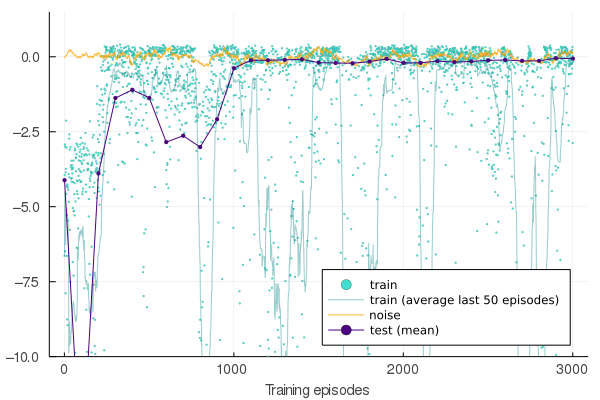 0.0
−2.5
−5.0
−7.5
−10.0
train
train (average last 50 episodes)
noise
test (mean)
0 1000 2000 3000
Training episodes